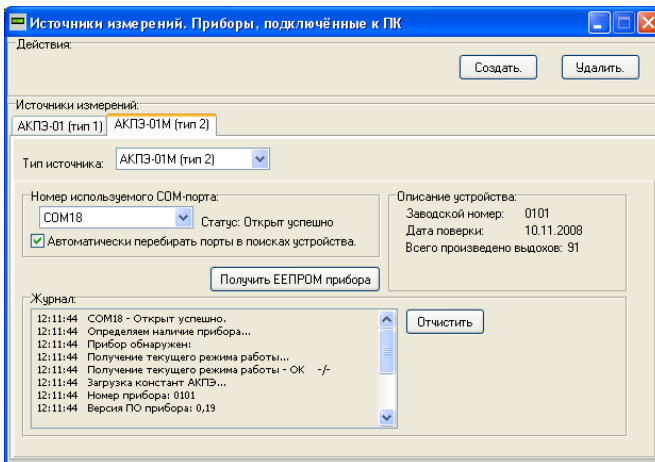 Источники измерений. Приборы, подключённые к ПК
Действия:
Создать.
Удалить.
Источники измерений:
АКПЭ-01 (тип 1)
АКПЭ-01М (тип 2)
Тип источника:
АКПЭ-01М (тип 2)
Номер используемого COM-порта:
COM18
Статус: Открыт успешно
Автоматически перебирать порты в поисках устройства.
Описание устройства:
Заводской номер: 0101
Дата поверки: 10.11.2008
Всего произведено выдохов: 91
Получить ЕЕПРОМ прибора
Журнал:
12:11:44 COM18 - Открыт успешно.
12:11:44 Определяем наличие прибора...
12:11:44 Прибор обнаружен:
12:11:44 Получение текущего режима работы...
12:11:44 Получение текущего режима работы - ОК -/-
12:11:44 Загрузка констант АКПЭ...
12:11:44 Номер прибора: 0101
12:11:44 Версия ПО прибора: 0,19
Отчистить